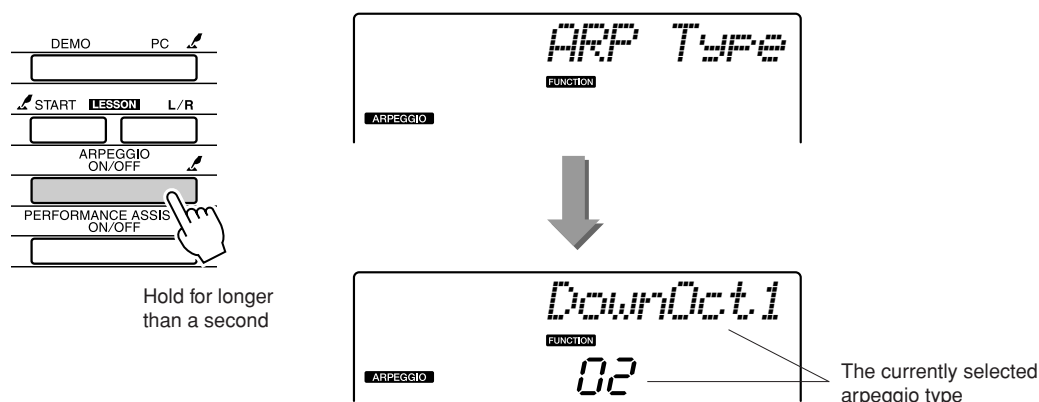 DEMO PC
START LESSON L/R
ARPEGGIO
ON/OFF
PERFORMANCE ASSIS
ON/OFF
Hold for longer
than a second
ARP Type
FUNCTION
ARPEGGIO
DownOct1
FUNCTION
ARPEGGIO 02
The currently selected
arpeggio type